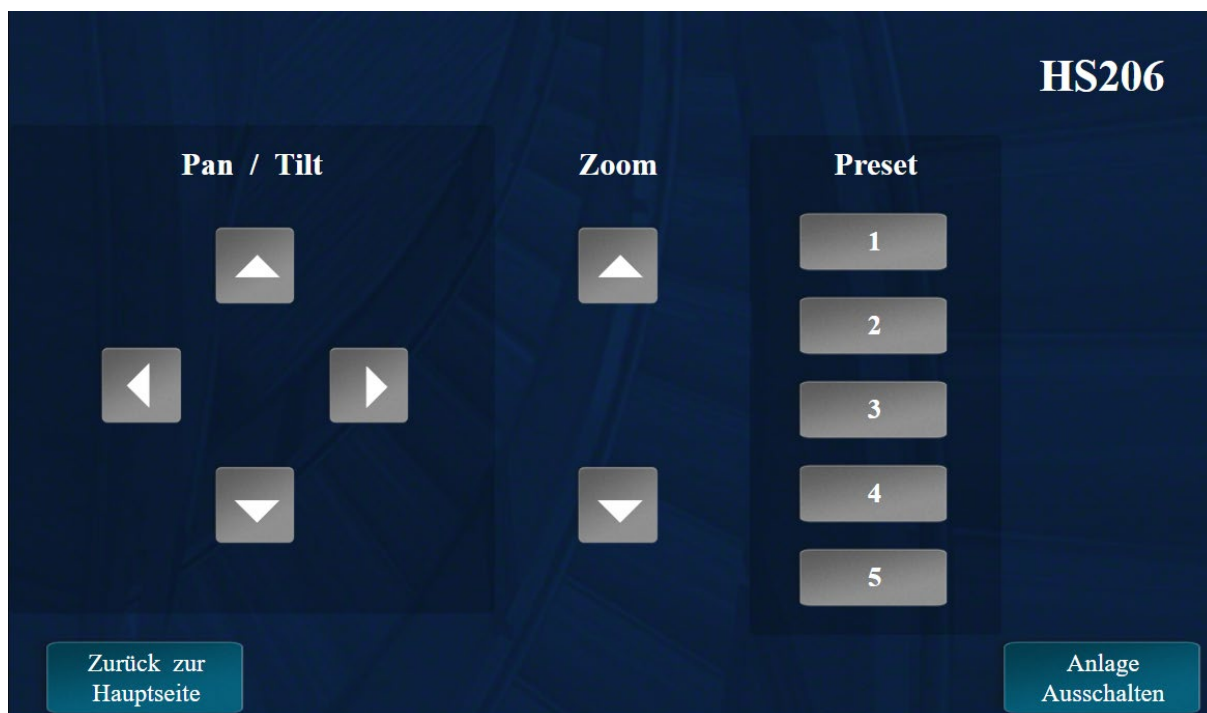 HS206
Pan / Tilt
Zoom
Preset
1
2
3
4
5
Zurück zur
Hauptseite
Anlage
Ausschalten